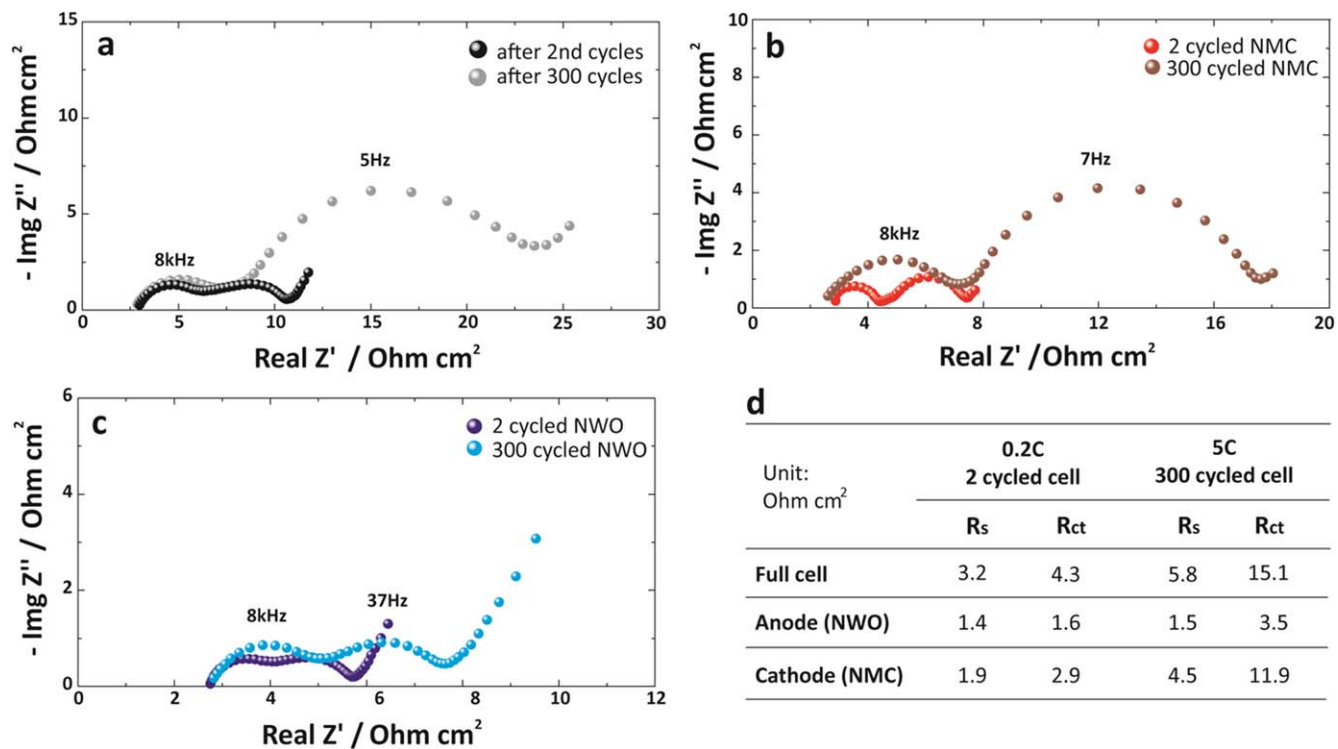 a
after 2nd cycles
after 300 cycles
15
10
5
0
- Img Z'' / Ohm cm²
5Hz
8kHz
0 5 10 15 20 25 30
Real Z' / Ohm cm²
b
2 cycled NMC
300 cycled NMC
10
8
6
4
2
0
- Img Z'' / Ohm cm²
7Hz
8kHz
0 4 8 12 16 20
Real Z' / Ohm cm²
c
2 cycled NWO
300 cycled NWO
6
4
2
0
- Img Z'' / Ohm cm²
8kHz
37Hz
0 2 4 6 8 10 12
Real Z' / Ohm cm²
d
Unit:
Ohm cm²
0.2C
2 cycled cell
5C
300 cycled cell
Rs Rct Rs Rct
Full cell 3.2 4.3 5.8 15.1
Anode (NWO) 1.4 1.6 1.5 3.5
Cathode (NMC) 1.9 2.9 4.5 11.9